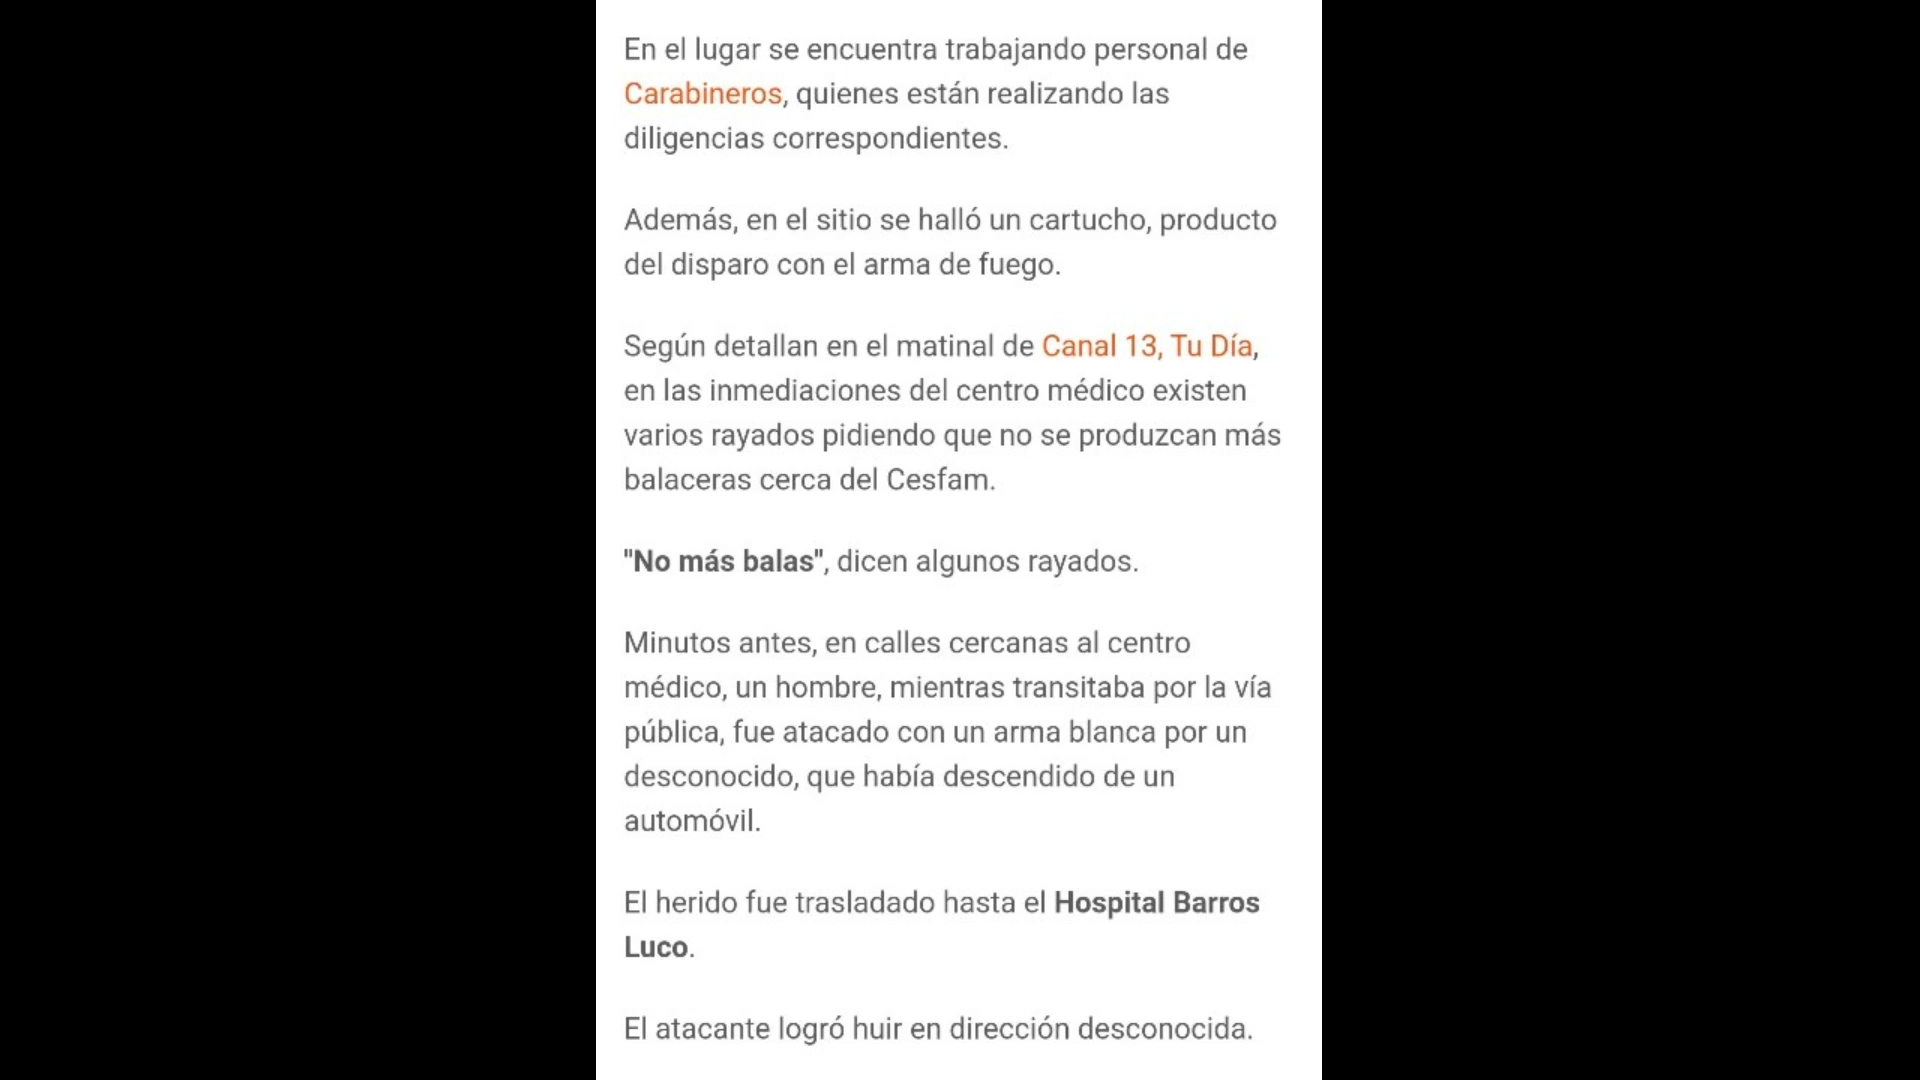 En el lugar se encuentra trabajando personal de
Carabineros, quienes están realizando las
diligencias correspondientes.
Además, en el sitio se halló un cartucho, producto
del disparo con el arma de fuego.
Según detallan en el matinal de Canal 13, Tu Día,
en las inmediaciones del centro médico existen
varios rayados pidiendo que no se produzcan más
balaceras cerca del Cesfam.
"No más balas", dicen algunos rayados.
Minutos antes, en calles cercanas al centro
médico, un hombre, mientras transitaba por la vía
pública, fue atacado con un arma blanca por un
desconocido, que había descendido de un
automóvil.
El herido fue trasladado hasta el Hospital Barros
Luco.
El atacante logró huir en dirección desconocida.